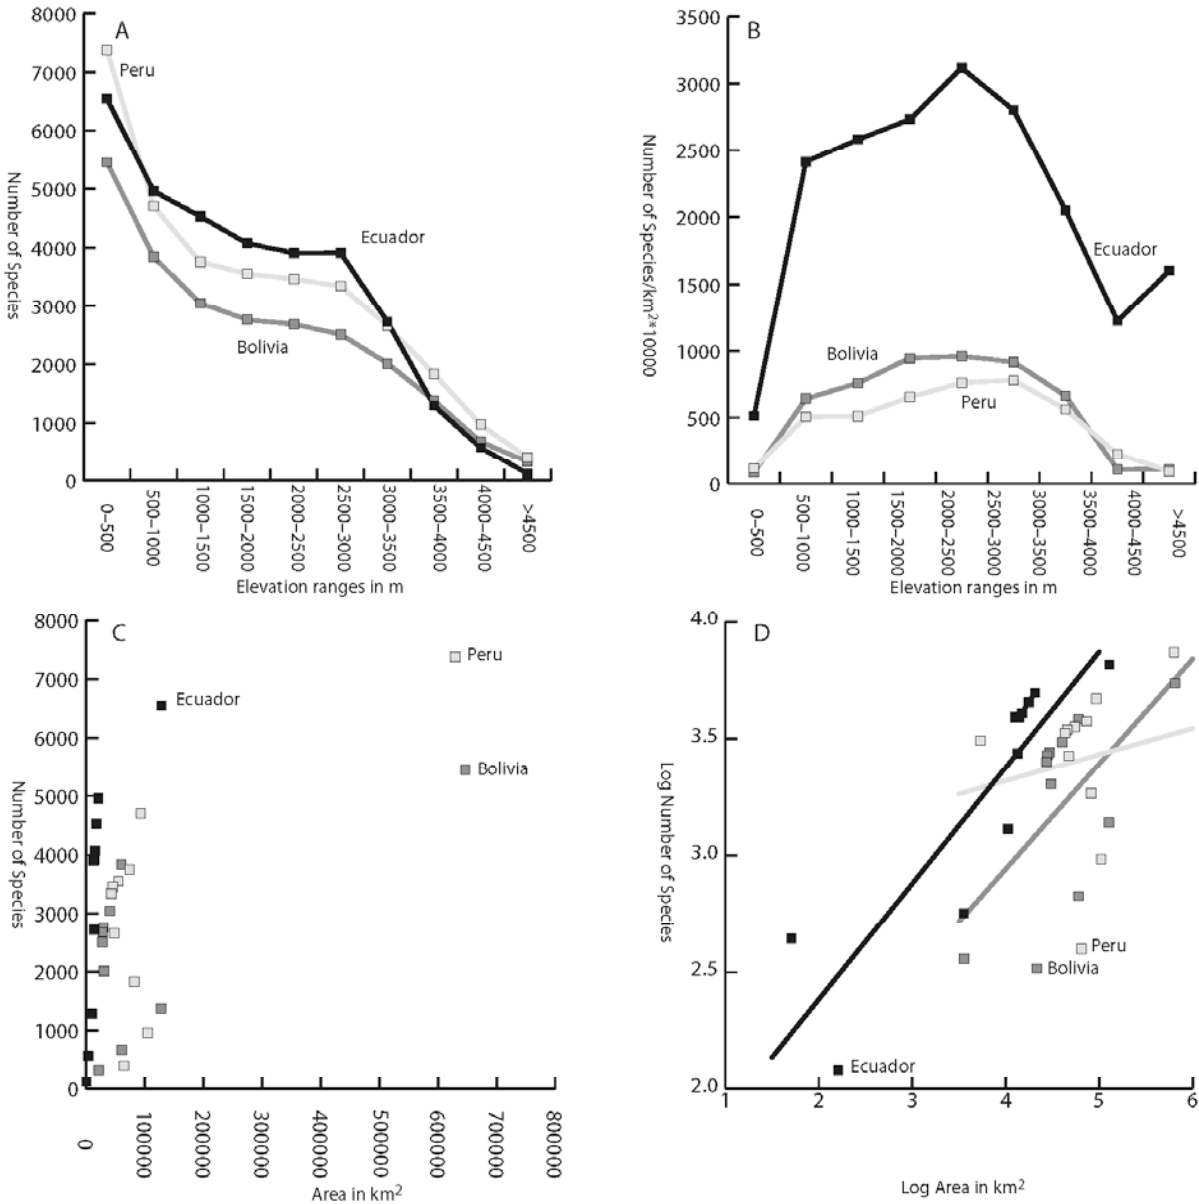 A
8000
7000
6000
5000
4000
3000
2000
1000
0
Number of Species
Peru
Ecuador
Bolivia
0–500
500–1000
1000–1500
1500–2000
2000–2500
2500–3000
3000–3500
3500–4000
4000–4500
>4500
Elevation ranges in m
B
3500
3000
2500
2000
1500
1000
500
0
Number of Species/km²*10000
Ecuador
Bolivia
Peru
0–500
500–1000
1000–1500
1500–2000
2000–2500
2500–3000
3000–3500
3500–4000
4000–4500
>4500
Elevation ranges in m
C
8000
7000
6000
5000
4000
3000
2000
1000
0
Number of Species
Peru
Ecuador
Bolivia
0
100000
200000
300000
400000
500000
600000
700000
800000
Area in km²
D
4.0
3.5
3.0
2.5
2.0
Log Number of Species
Peru
Bolivia
Ecuador
1
2
3
4
5
6
Log Area in km²